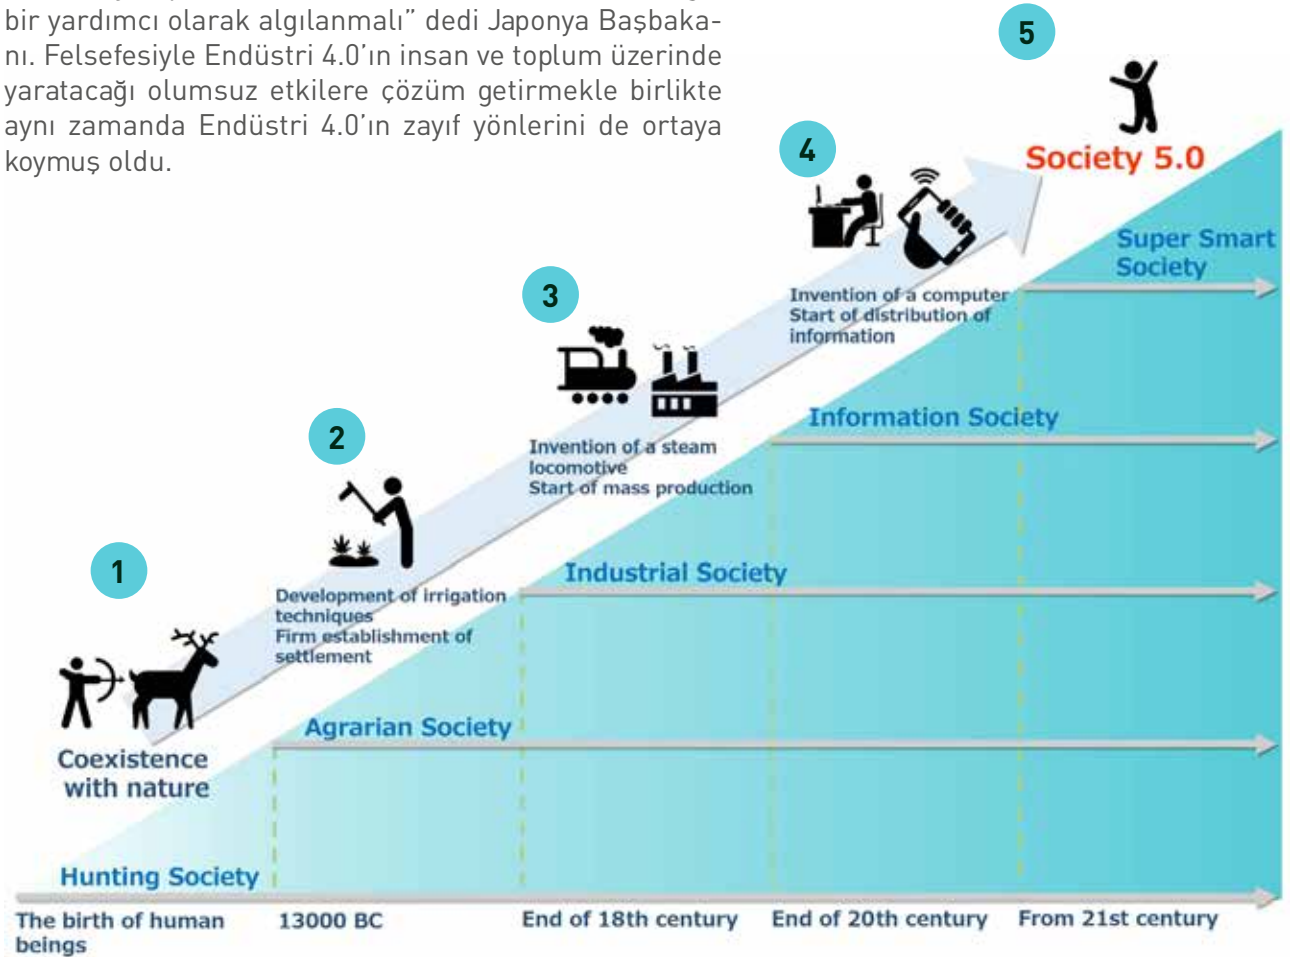 bir yardımcı olarak algılanmalı” dedi Japonya Başbaka-
nı. Felsefesiyle Endüstri 4.0’ın insan ve toplum üzerinde
yaratacağı olumsuz etkilere çözüm getirmekle birlikte
aynı zamanda Endüstri 4.0’ın zayıf yönlerini de ortaya
koymuş oldu.
5
Society 5.0
4
Super Smart
Society
Invention of a computer
Start of distribution of
information
3
Information Society
Invention of a steam
locomotive
Start of mass production
2
Industrial Society
Development of irrigation
techniques
Firm establishment of
settlement
1
Agrarian Society
Coexistence
with nature
Hunting Society
The birth of human
beings
13000 BC
End of 18th century
End of 20th century
From 21st century